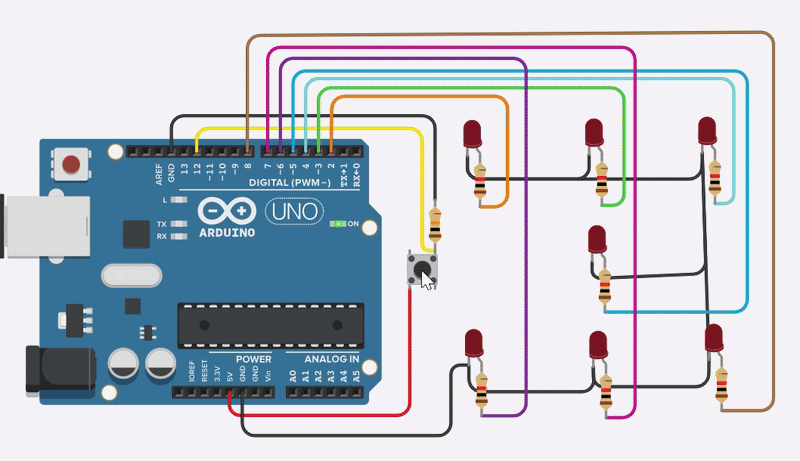 AREF
GND
13
12
~11
~10
~9
8
7
~6
~5
4
~3
2
TX→1
RX←0
DIGITAL (PWM~)
L
TX
RX
UNO
ON
ARDUINO
POWER
ANALOG IN
IOREF
RESET
3.3V
5V
GND
GND
Vin
A0
A1
A2
A3
A4
A5